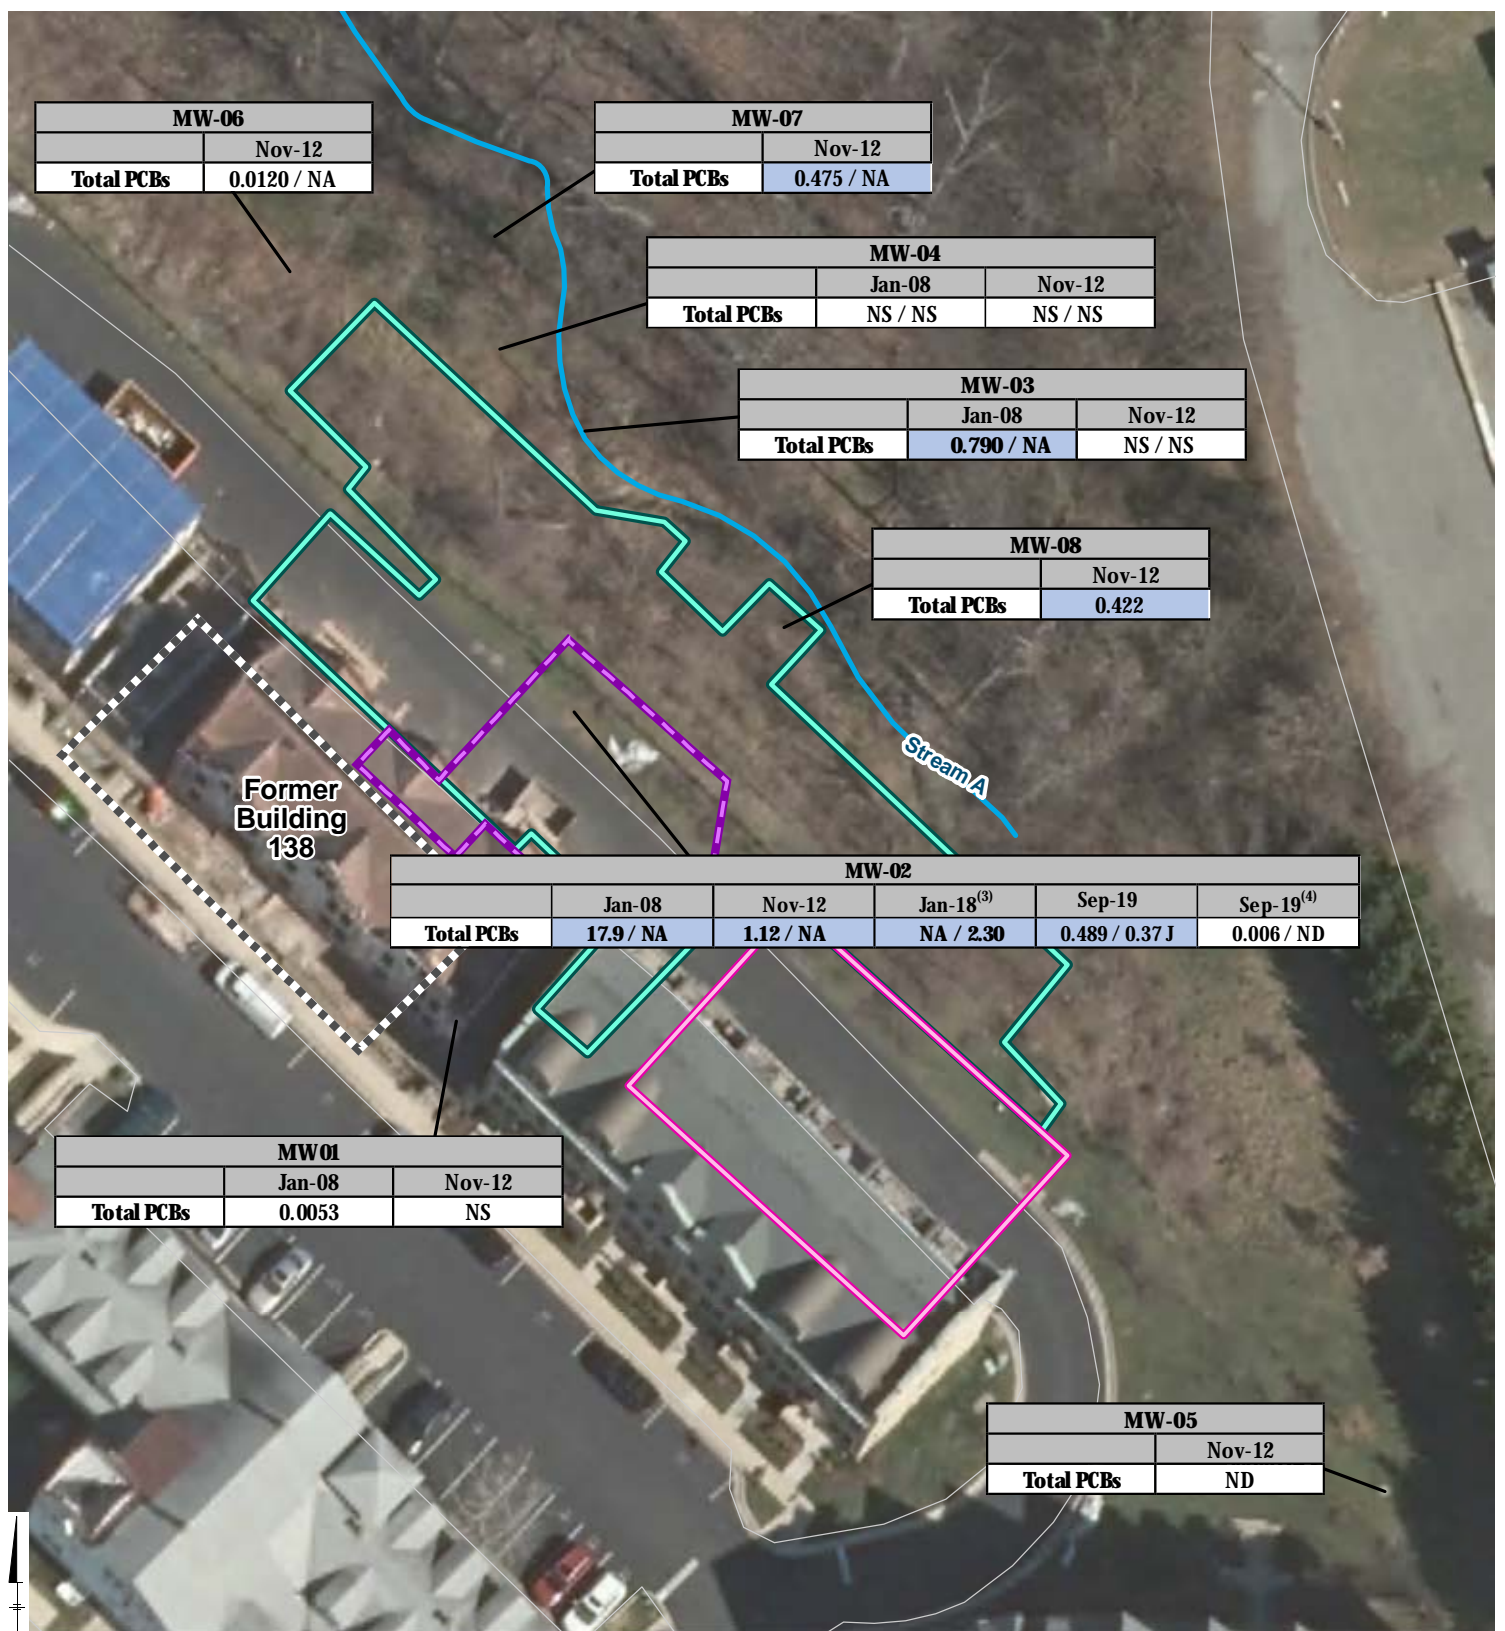 MW-06
Nov-12
Total PCBs 0.0120 / NA
MW-07
Nov-12
Total PCBs 0.475 / NA
MW-04
Jan-08 Nov-12
Total PCBs NS / NS NS / NS
MW-03
Jan-08 Nov-12
Total PCBs 0.790 / NA NS / NS
MW-08
Nov-12
Total PCBs 0.422
Stream A
Former
Building
138
MW-02
Jan-08 Nov-12 Jan-18(3) Sep-19 Sep-19(4)
Total PCBs 17.9 / NA 1.12 / NA NA / 2.30 0.489 / 0.37 J 0.006 / ND
MW01
Jan-08 Nov-12
Total PCBs 0.0053 NS
MW-05
Nov-12
Total PCBs ND